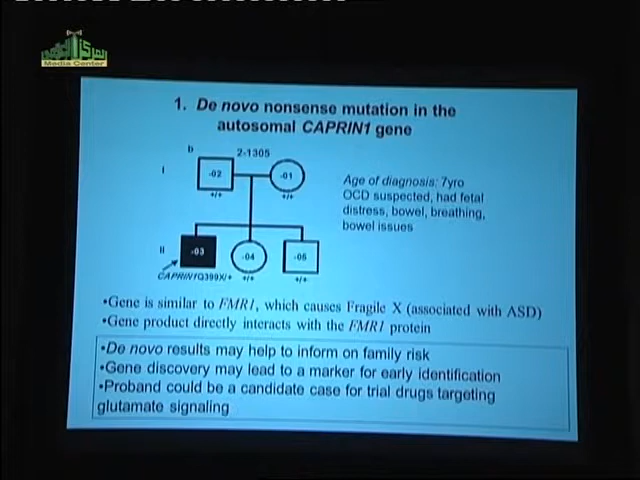 Media Center
1. De novo nonsense mutation in the
autosomal CAPRIN1 gene
b
2-1305
I
-02
-01
+/+
+/+
Age of diagnosis: 7yro
OCD suspected, had fetal
distress, bowel, breathing,
bowel issues
II
-03
-04
-05
CAPRIN1Q399X/+
+/+
+/+
•Gene is similar to FMR1, which causes Fragile X (associated with ASD)
•Gene product directly interacts with the FMR1 protein
•De novo results may help to inform on family risk
•Gene discovery may lead to a marker for early identification
•Proband could be a candidate case for trial drugs targeting
glutamate signaling